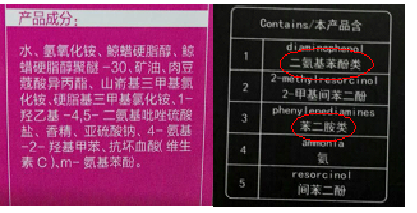 产品成分:
水、氢氧化铵、鲸蜡硬脂醇、鲸
蜡硬脂醇聚醚-30、矿油、肉豆
蔻酸异丙酯、山嵛基三甲基氯
化铵、硬脂基三甲基氯化铵、1-
羟乙基-4,5-二氨基吡唑硫酸
盐、香精、亚硫酸钠、4-氨基
-2-羟基甲苯、抗坏血酸(维生
素C)、m-氨基苯酚。
Contains/本产品含
1
diaminophenol
二氨基苯酚类
2
2-methylresorcinol
2-甲基间苯二酚
3
phenylenediamines
苯二胺类
4
ammonia
氨
5
resorcinol
间苯二酚